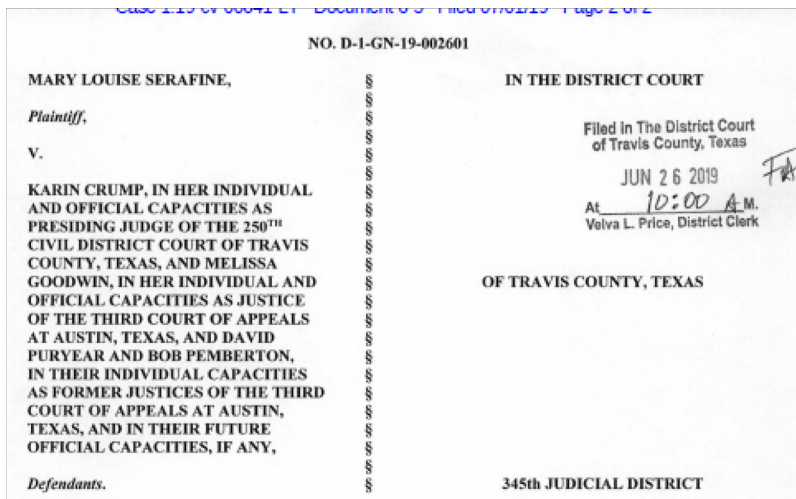 NO. D-1-GN-19-002601
MARY LOUISE SERAFINE, § IN THE DISTRICT COURT
§
Plaintiff, §
§
V. §
§
KARIN CRUMP, IN HER INDIVIDUAL §
AND OFFICIAL CAPACITIES AS §
PRESIDING JUDGE OF THE 250TH §
CIVIL DISTRICT COURT OF TRAVIS §
COUNTY, TEXAS, AND MELISSA §
GOODWIN, IN HER INDIVIDUAL AND § OF TRAVIS COUNTY, TEXAS
OFFICIAL CAPACITIES AS JUSTICE §
OF THE THIRD COURT OF APPEALS §
AT AUSTIN, TEXAS, AND DAVID §
PURYEAR AND BOB PEMBERTON, §
IN THEIR INDIVIDUAL CAPACITIES §
AS FORMER JUSTICES OF THE THIRD §
COURT OF APPEALS AT AUSTIN, §
TEXAS, AND IN THEIR FUTURE §
OFFICIAL CAPACITIES, IF ANY, §
§
Defendants. § 345th JUDICIAL DISTRICT
Filed in The District Court
of Travis County, Texas
JUN 26 2019
At 10:00 A M.
Velva L. Price, District Clerk